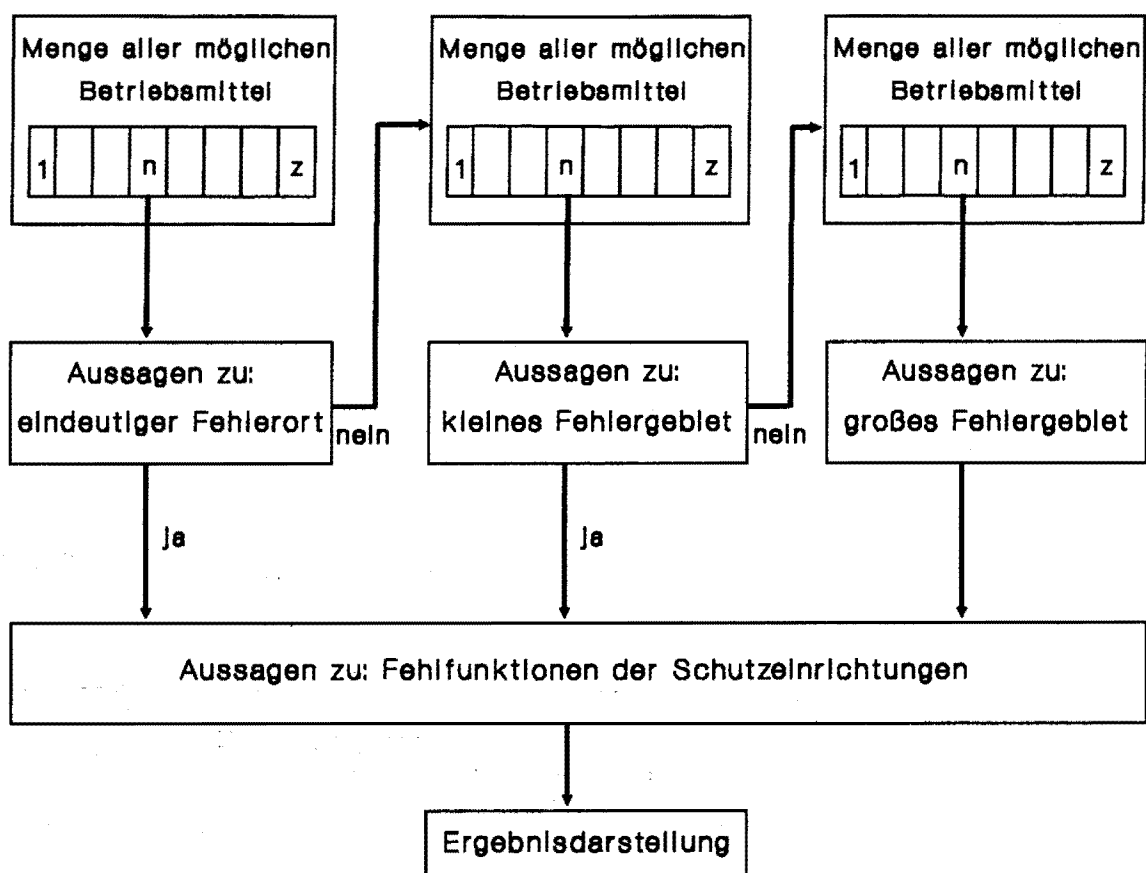 Menge aller möglichen
Betriebsmittel
1 n z
Menge aller möglichen
Betriebsmittel
1 n z
Menge aller möglichen
Betriebsmittel
1 n z
Aussagen zu:
eindeutiger Fehlerort
nein
Aussagen zu:
kleines Fehlergebiet
nein
Aussagen zu:
großes Fehlergebiet
ja
ja
Aussagen zu: Fehlfunktionen der Schutzeinrichtungen
Ergebnisdarstellung